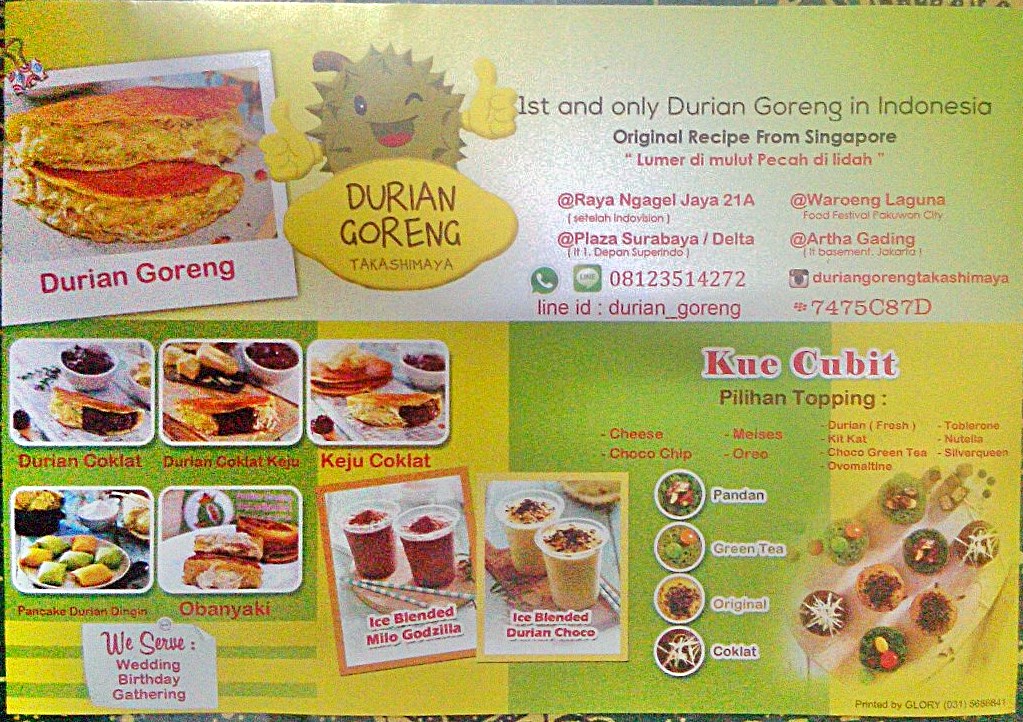 1st and only Durian Goreng in Indonesia
Original Recipe From Singapore
" Lumer di mulut Pecah di lidah "
DURIAN
GORENG
TAKASHIMAYA
Durian Goreng
@Raya Ngagel Jaya 21A
( setelah Indovision )
@Waroeng Laguna
Food Festival Pakuwon City
@Plaza Surabaya / Delta
( lt 1. Depan Superindo )
@Artha Gading
( lt basement. Jakarta )
LINE
08123514272
duriangorengtakashimaya
line id : durian_goreng
7475C87D
Durian Coklat
Durian Coklat Keju
Keju Coklat
Pancake Durian Dingin
Obanyaki
We Serve :
Wedding
Birthday
Gathering
Ice Blended
Milo Godzilla
Ice Blended
Durian Choco
Kue Cubit
Pilihan Topping :
- Cheese
- Choco Chip
- Meises
- Oreo
- Durian ( Fresh )
- Kit Kat
- Choco Green Tea
- Ovomaltine
- Toblerone
- Nutella
- Silverqueen
Pandan
Green Tea
Original
Coklat
Printed by GLORY (031) 5686841